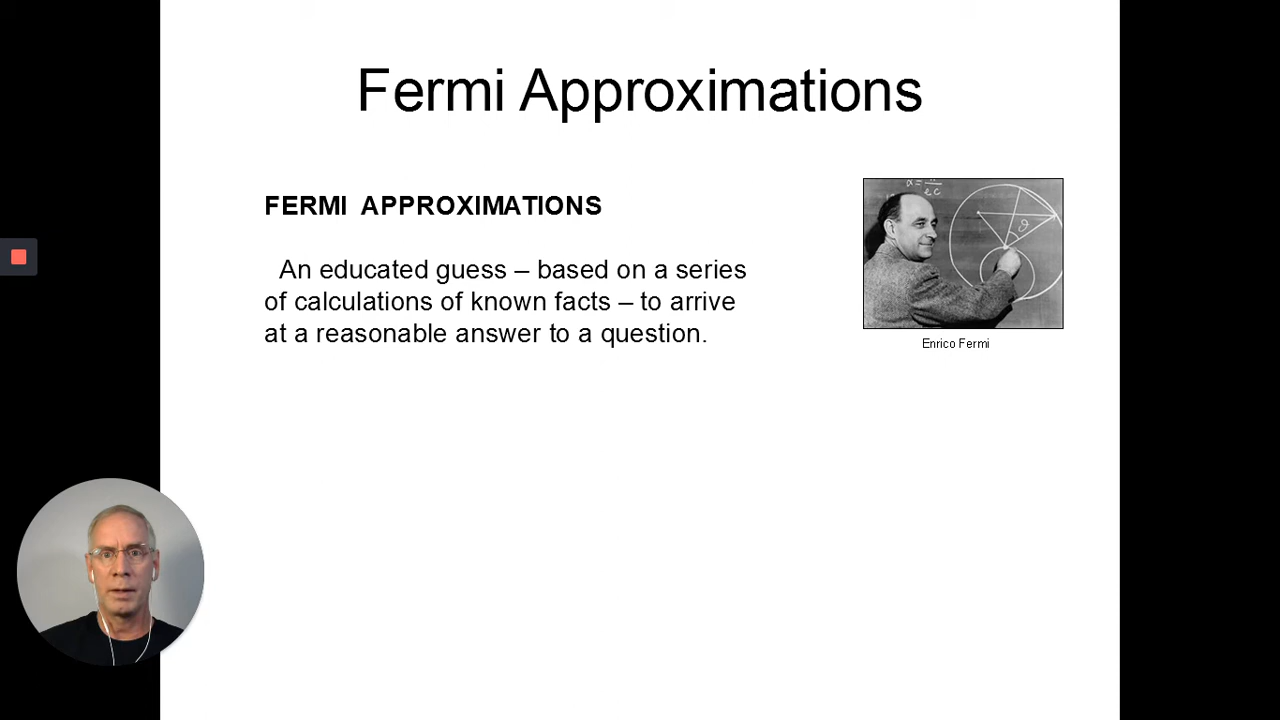 Fermi Approximations
FERMI APPROXIMATIONS
An educated guess – based on a series
of calculations of known facts – to arrive
at a reasonable answer to a question.
Enrico Fermi